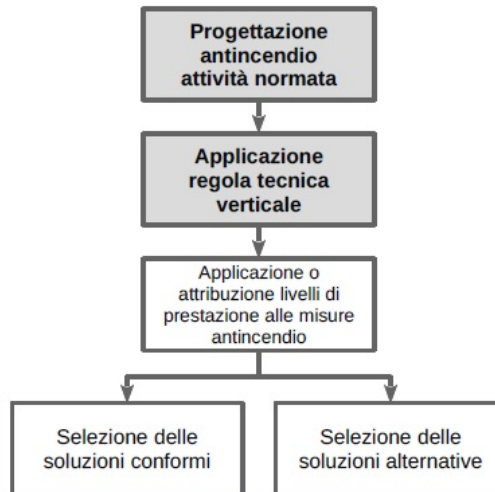 Progettazione
antincendio
attività normata
Applicazione
regola tecnica
verticale
Applicazione o
attribuzione livelli di
prestazione alle misure
antincendio
Selezione delle
soluzioni conformi
Selezione delle
soluzioni alternative